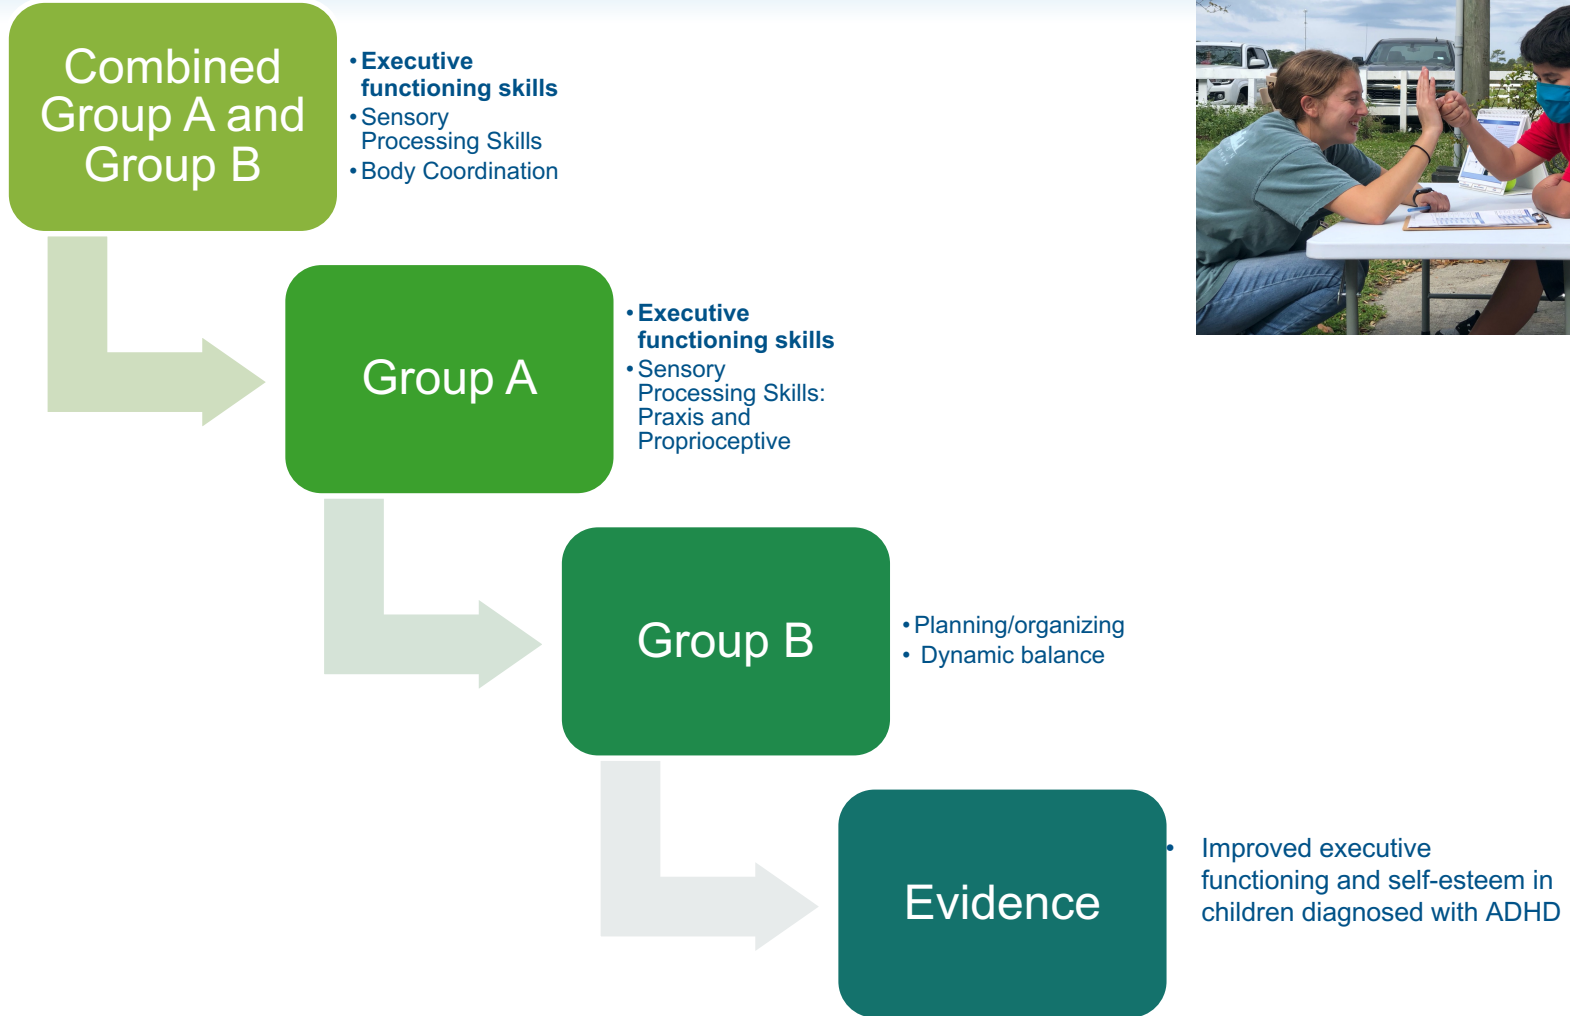 Combined
Group A and
Group B
• Executive
functioning skills
• Sensory
Processing Skills
• Body Coordination
Group A
• Executive
functioning skills
• Sensory
Processing Skills:
Praxis and
Proprioceptive
Group B
• Planning/organizing
• Dynamic balance
Evidence
• Improved executive
functioning and self-esteem in
children diagnosed with ADHD